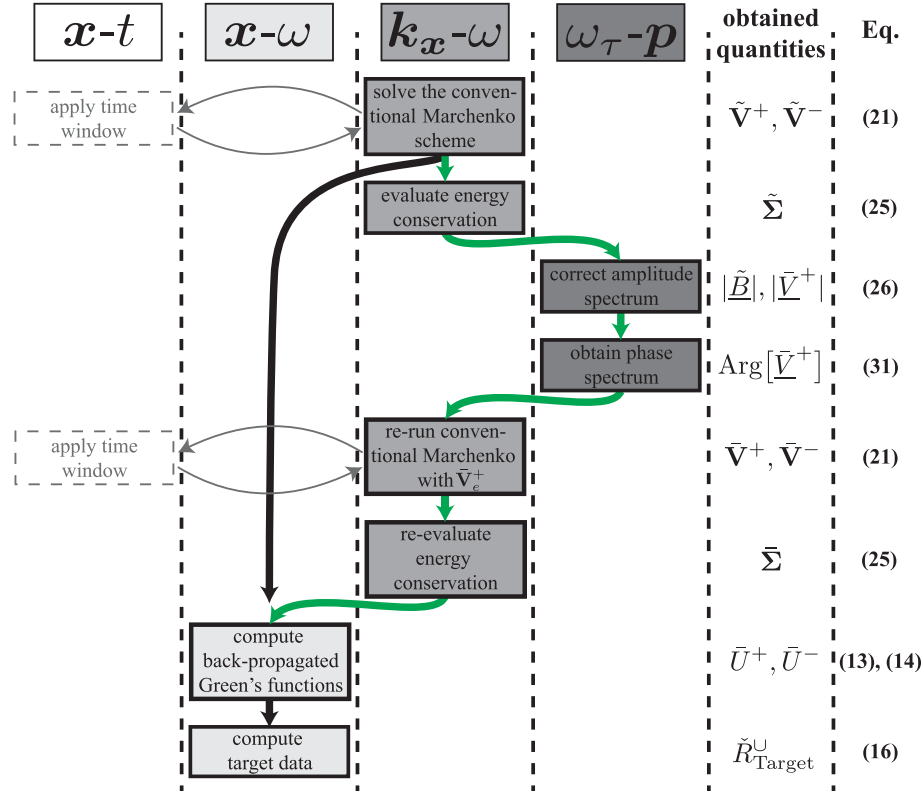 x-t x-ω kₓ-ω ω_τ-p obtained quantities Eq.
apply time
window
solve the conven-
tional Marchenko
scheme
Ṽ⁺, Ṽ⁻ (21)
evaluate energy
conservation
Σ̃ (25)
correct amplitude
spectrum
|B̃|, |V̄⁺| (26)
obtain phase
spectrum
Arg[V̄⁺] (31)
apply time
window
re-run conven-
tional Marchenko
with V̄ₑ⁺
V̄⁺, V̄⁻ (21)
re-evaluate
energy
conservation
Σ̄ (25)
compute
back-propagated
Green's functions
Ū⁺, Ū⁻ (13), (14)
compute
target data
Ř^∪_Target (16)